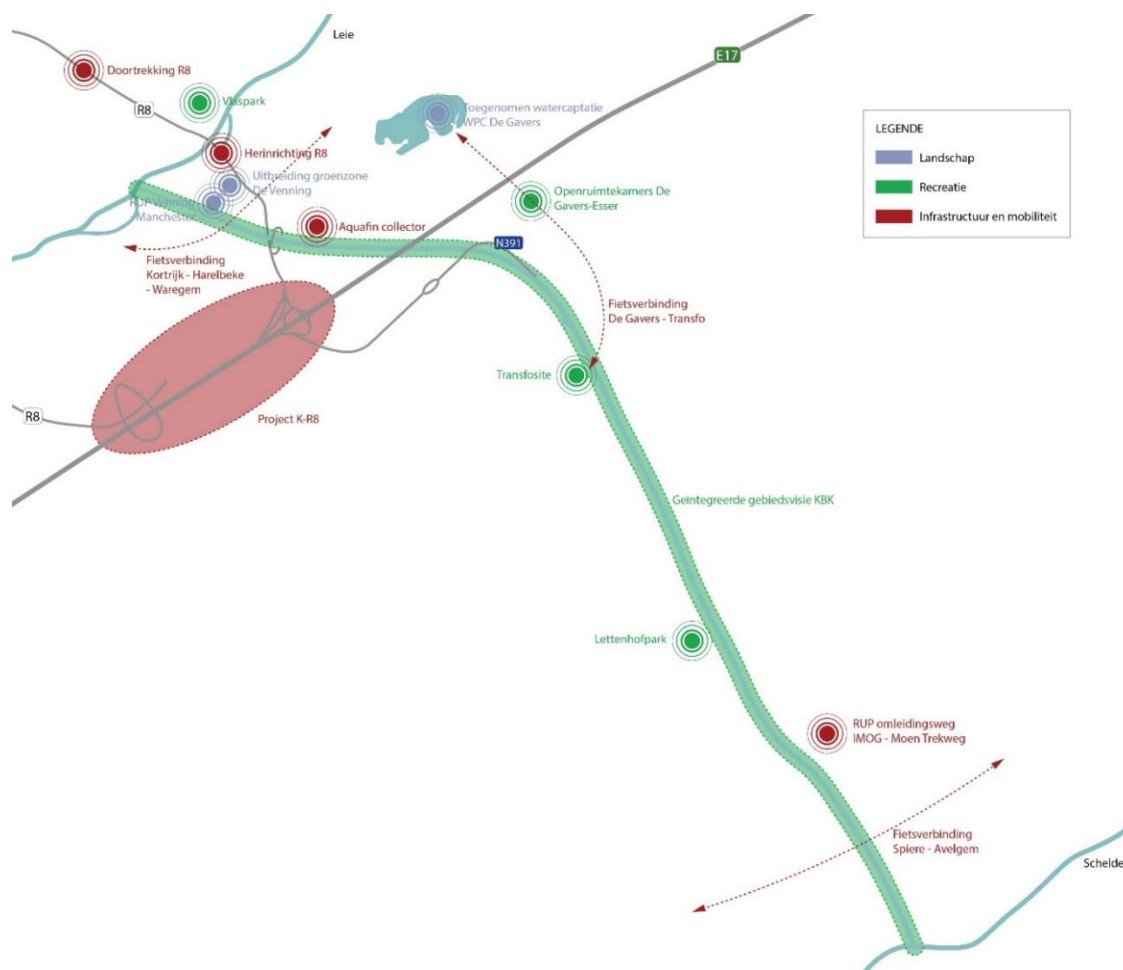 Leie
E17
Doortrekking R8
R8
Vlaspark
Toegenomen watercaptatie
WPC De Gavers
LEGENDE
Landschap
Recreatie
Infrastructuur en mobiliteit
Herinrichting R8
Uitbreiding groenzone
De Venning
RUP Venning
Manchester
Openruimtekamers De
Gavers-Esser
Aquafin collector
N391
Fietsverbinding
Kortrijk - Harelbeke
- Waregem
Fietsverbinding
De Gavers - Transfo
Transfosite
R8
Project K-R8
Geïntegreerde gebiedsvisie KBK
Lettenhofpark
RUP omleidingsweg
IMOG - Moen Trekweg
Fietsverbinding
Spiere - Avelgem
Schelde